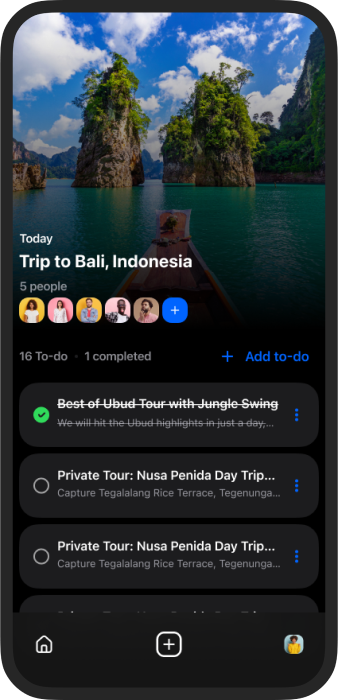 Today
Trip to Bali, Indonesia
5 people
16 To-do · 1 completed
+ Add to-do
Best of Ubud Tour with Jungle Swing
We will hit the Ubud highlights in just a day,...
Private Tour: Nusa Penida Day Trip...
Capture Tegalalang Rice Terrace, Tegenunga...
Private Tour: Nusa Penida Day Trip...
Capture Tegalalang Rice Terrace, Tegenunga...